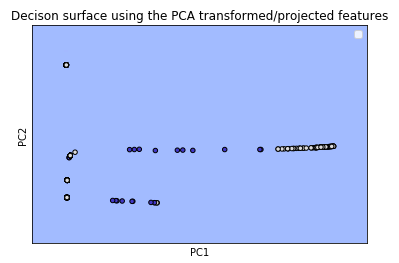 Decison surface using the PCA transformed/projected features
PC2
PC1